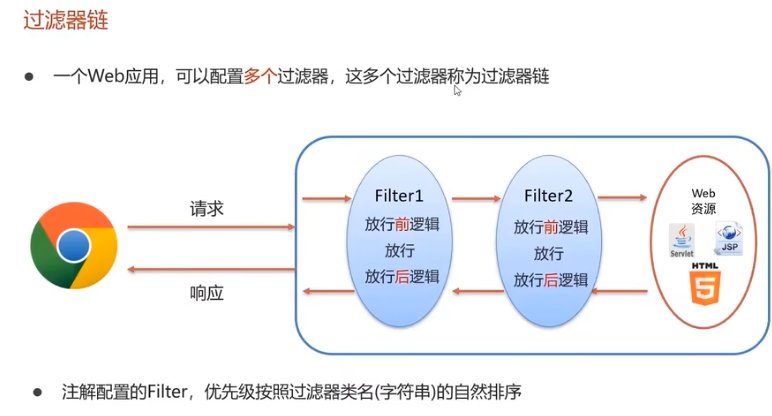 过滤器链
一个Web应用，可以配置多个过滤器，这多个过滤器称为过滤器链
请求
响应
Filter1
放行前逻辑
放行
放行后逻辑
Filter2
放行前逻辑
放行
放行后逻辑
Web
资源
Servlet
JSP
HTML
5
注解配置的Filter，优先级按照过滤器类名(字符串)的自然排序